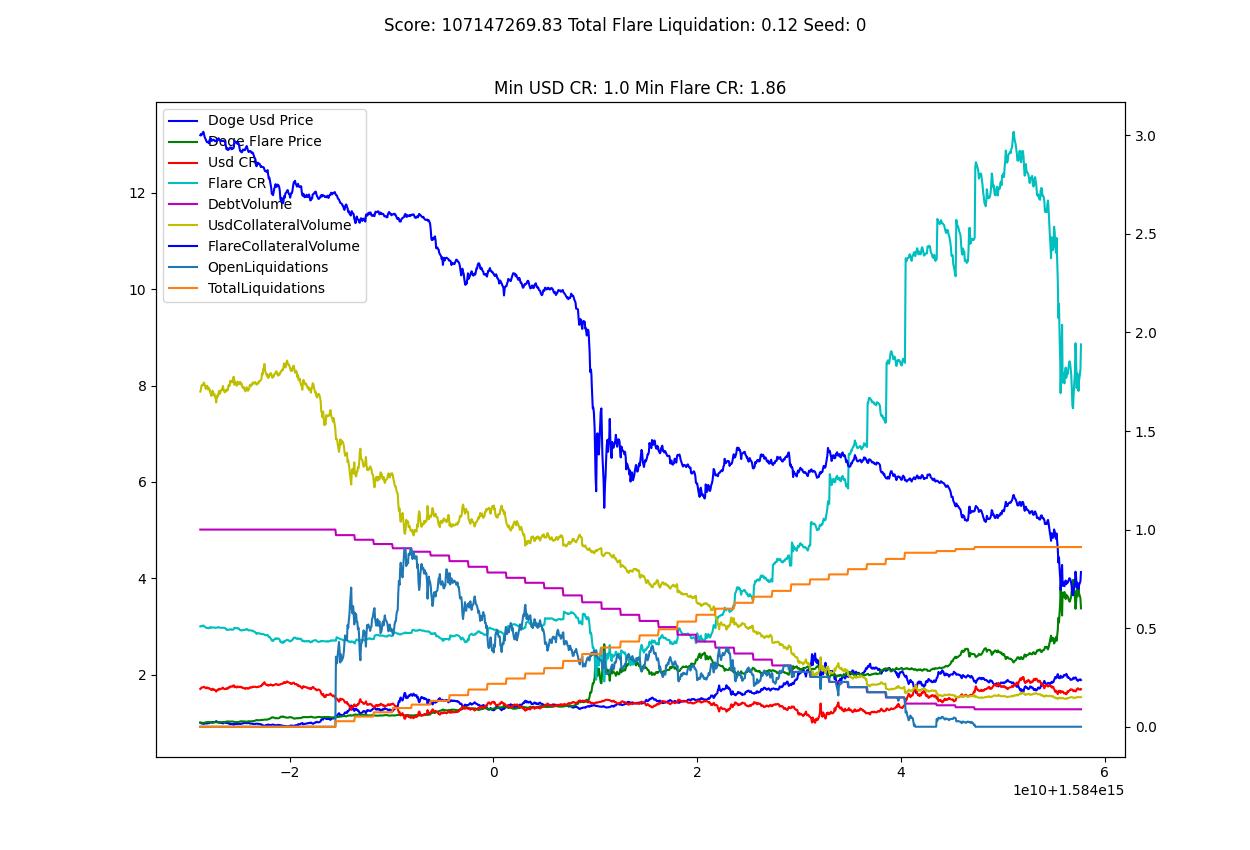 Score: 107147269.83 Total Flare Liquidation: 0.12 Seed: 0
Min USD CR: 1.0 Min Flare CR: 1.86
Doge Usd Price
Doge Flare Price
Usd CR
Flare CR
DebtVolume
UsdCollateralVolume
FlareCollateralVolume
OpenLiquidations
TotalLiquidations
12
10
8
6
4
2
3.0
2.5
2.0
1.5
1.0
0.5
0.0
−2
0
2
4
6
1e10+1.584e15